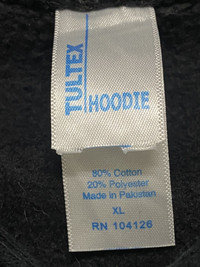 TULTEX
HOODIE
80% Cotton
20% Polyester
Made in Pakistan
XL
RN 104126